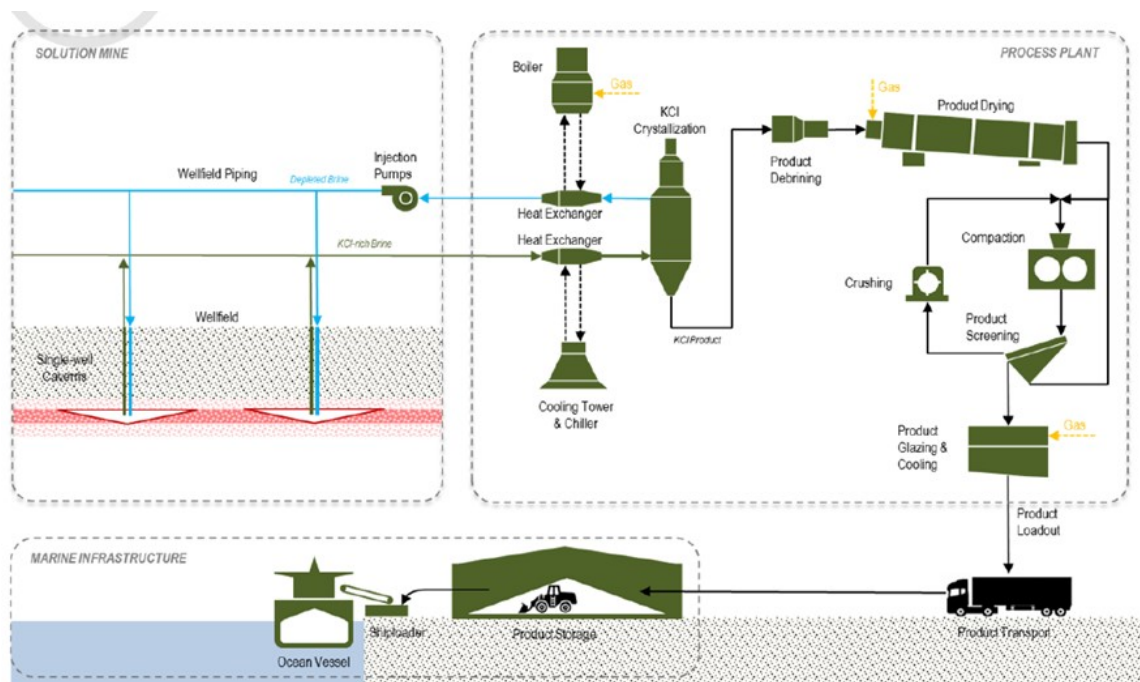 SOLUTION MINE
PROCESS PLANT
Boiler
Gas
KCl
Crystallization
Gas
Product Drying
Injection
Pumps
Wellfield Piping
Depleted Brine
Product
Debrining
Heat Exchanger
Heat Exchanger
KCl-rich Brine
Compaction
Crushing
Wellfield
Product
Screening
KCl Product
Single-well
Caverns
Cooling Tower
& Chiller
Product
Glazing &
Cooling
Gas
Product
Loadout
MARINE INFRASTRUCTURE
Shiploader
Product Storage
Product Transport
Ocean Vessel